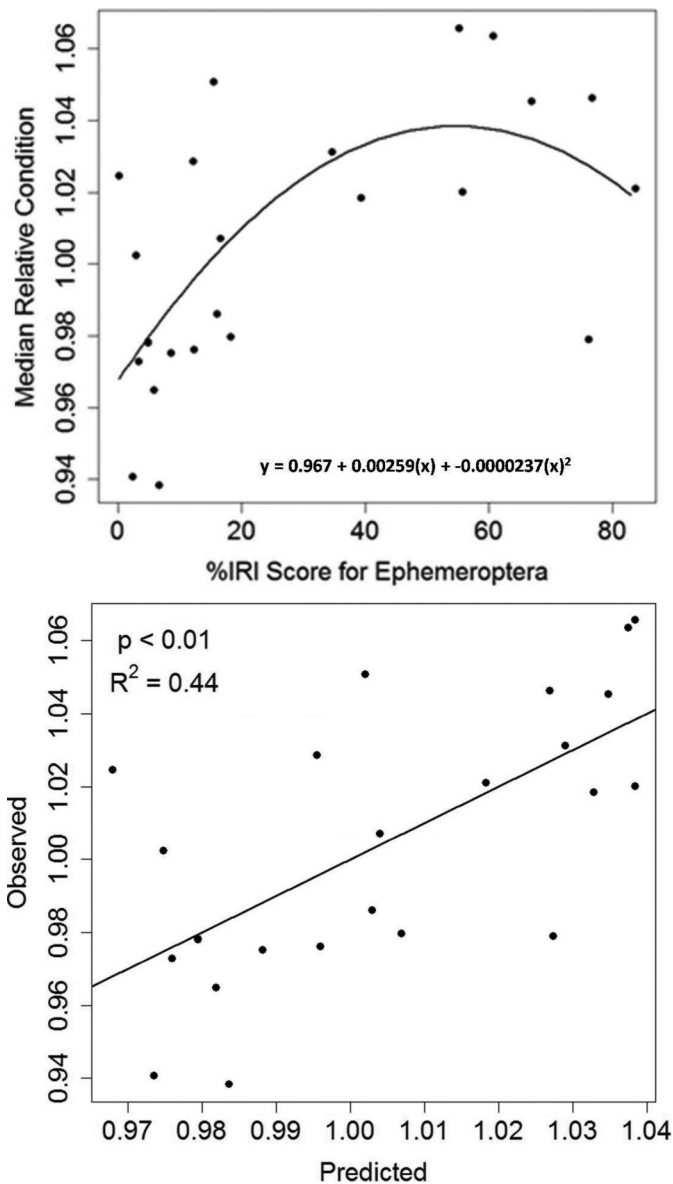 1.06
1.04
1.02
1.00
0.98
0.96
0.94
Median Relative Condition
y = 0.967 + 0.00259(x) + -0.0000237(x)²
0 20 40 60 80
%IRI Score for Ephemeroptera
p < 0.01
R² = 0.44
1.06
1.04
1.02
1.00
0.98
0.96
0.94
Observed
0.97 0.98 0.99 1.00 1.01 1.02 1.03 1.04
Predicted